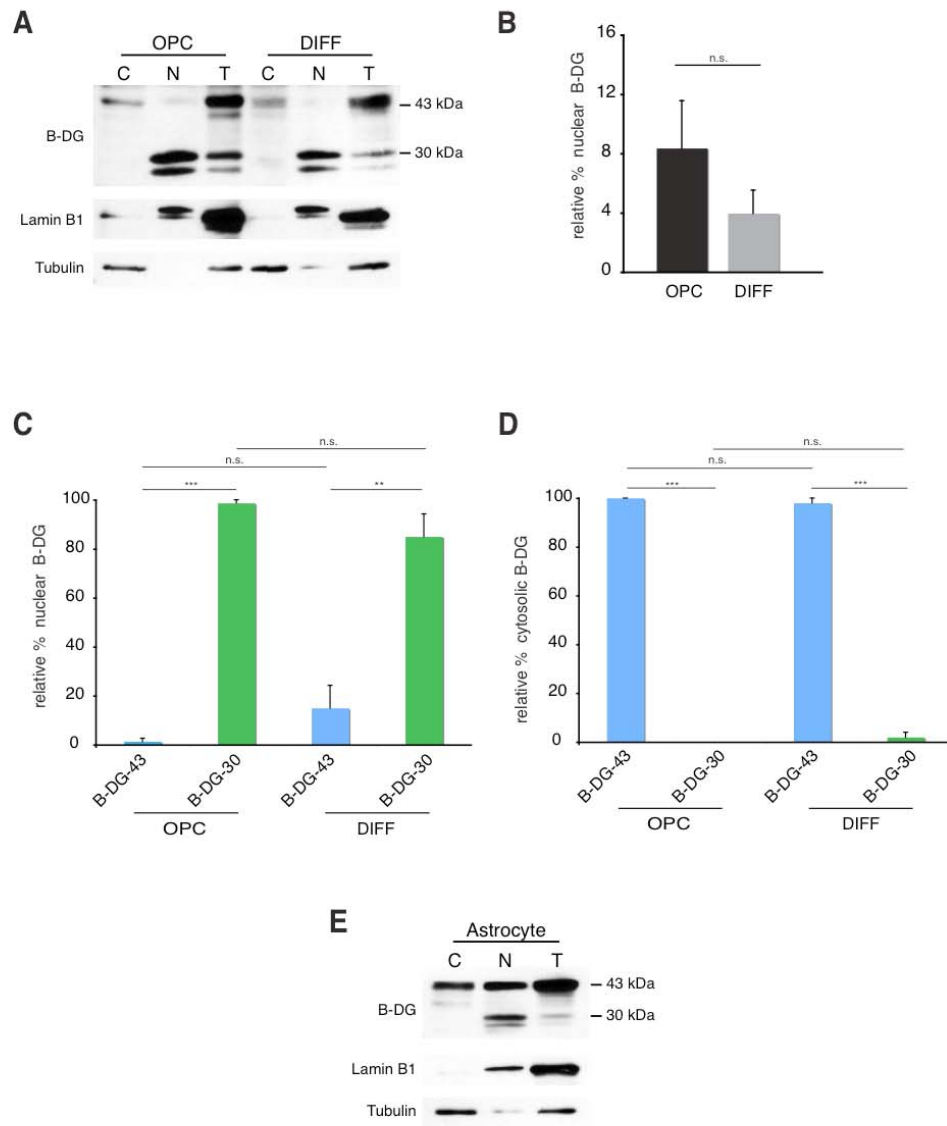 A
OPC DIFF
C N T C N T
B-DG
43 kDa
30 kDa
Lamin B1
Tubulin
B
relative % nuclear B-DG
16
12
8
4
0
n.s.
OPC DIFF
C
n.s.
n.s.
*** **
relative % nuclear B-DG
100
80
60
40
20
0
B-DG-43 B-DG-30 B-DG-43 B-DG-30
OPC DIFF
D
n.s.
n.s.
*** ***
relative % cytosolic B-DG
100
80
60
40
20
0
B-DG-43 B-DG-30 B-DG-43 B-DG-30
OPC DIFF
E
Astrocyte
C N T
B-DG
43 kDa
30 kDa
Lamin B1
Tubulin